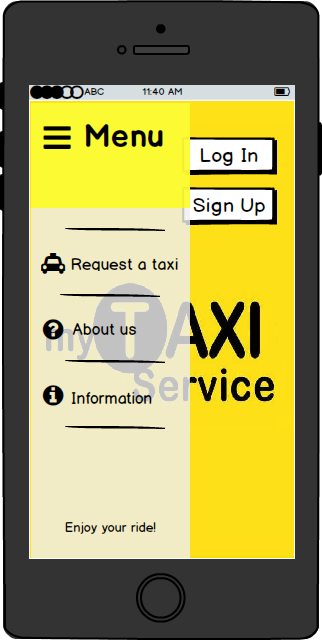 ABC 11:40 AM
Menu
Log In
Sign Up
Request a taxi
About us
Information
my TAXI
Service
Enjoy your ride!